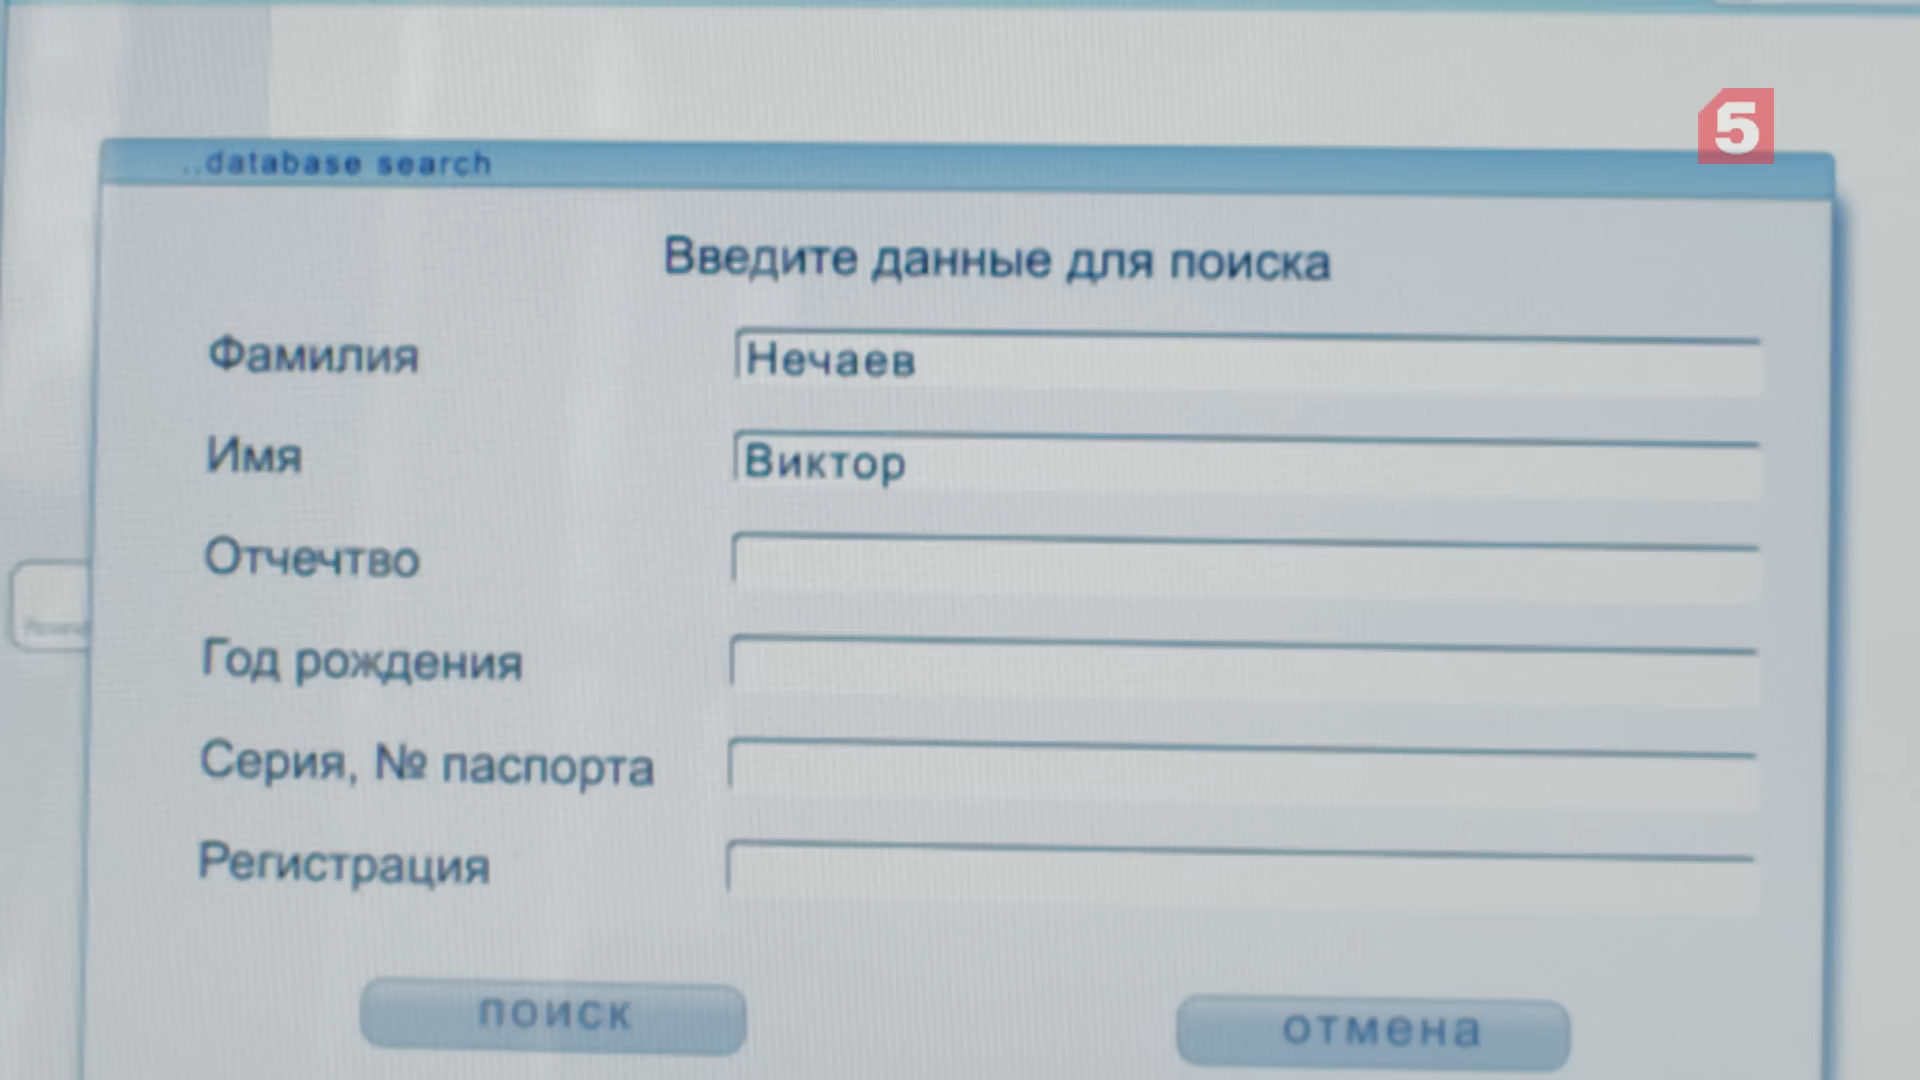 5
..database search
Введите данные для поиска
Фамилия
Нечаев
Имя
Виктор
Отчечтво
Год рождения
Серия, № паспорта
Регистрация
поиск
отмена